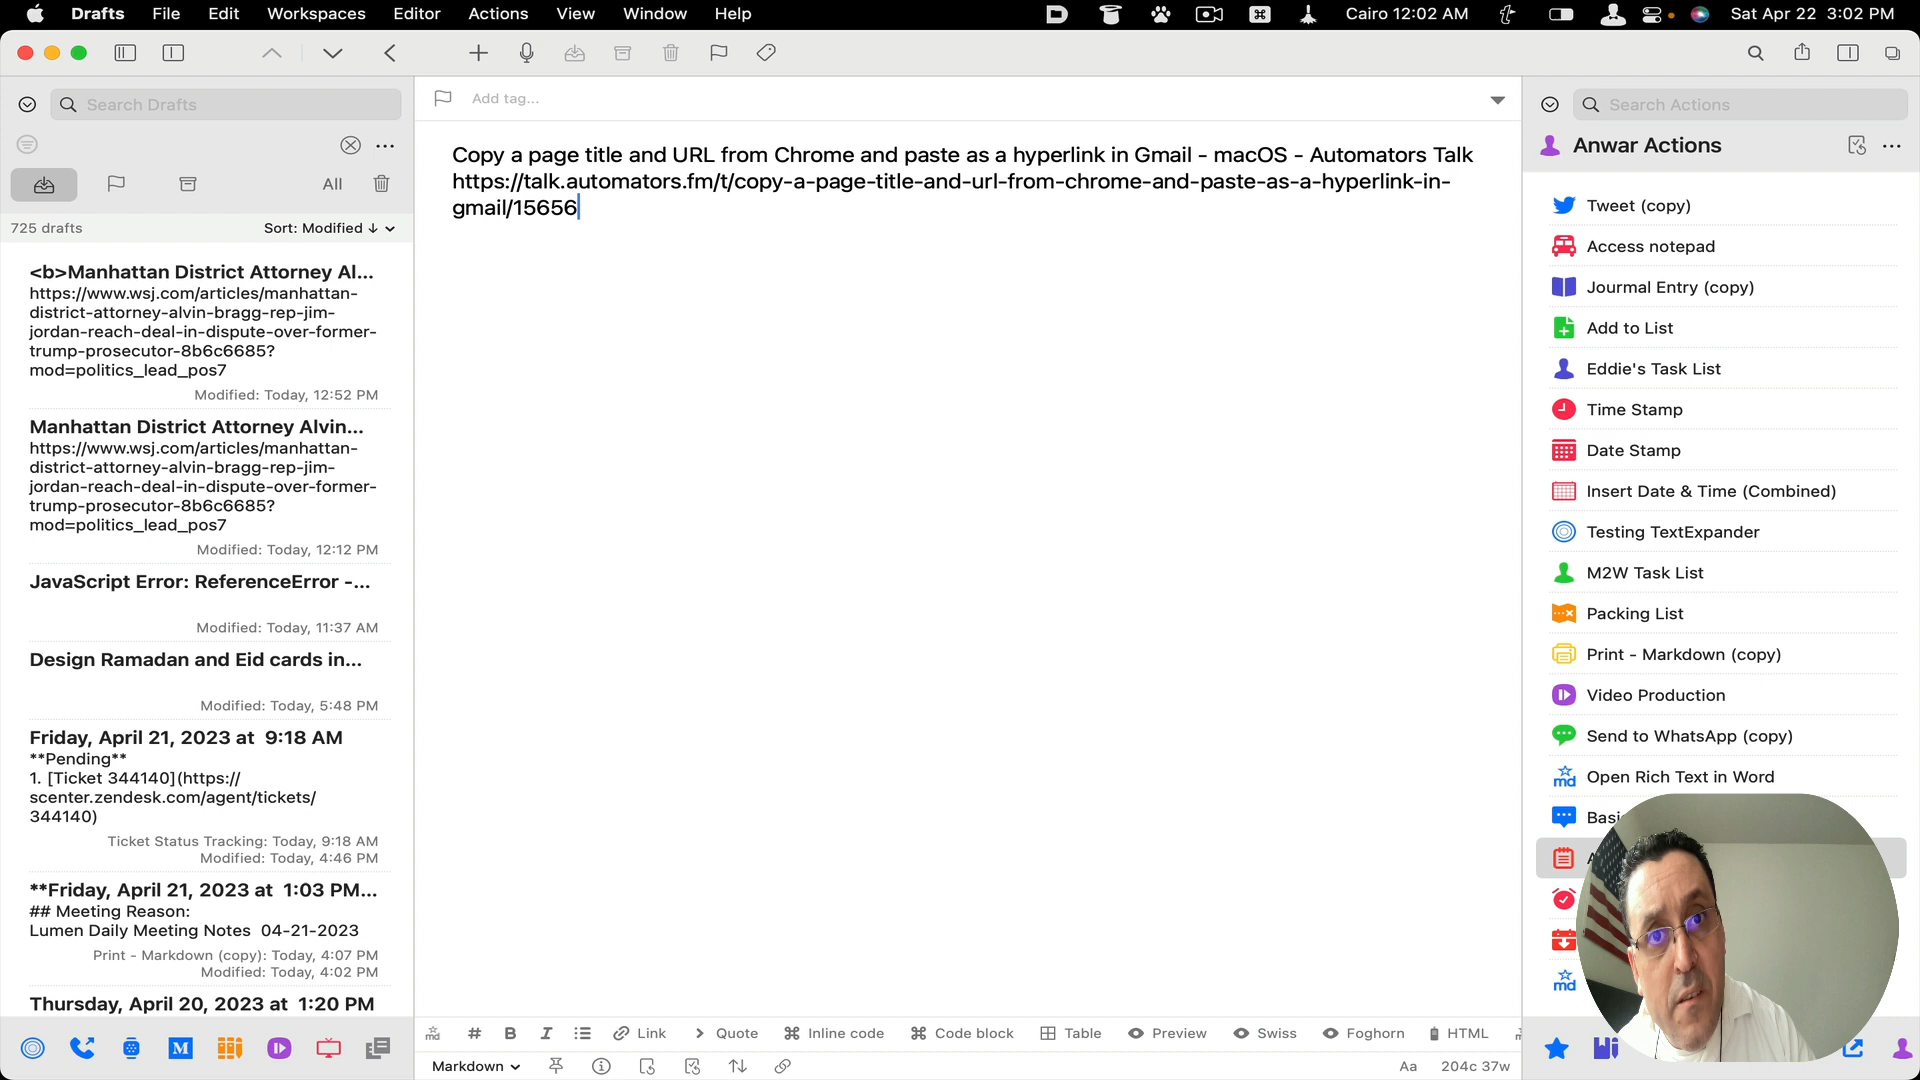 Drafts File Edit Workspaces Editor Actions View Window Help Cairo 12:02 AM Sat Apr 22 3:02 PM
Search Drafts
All
725 drafts Sort: Modified ↓
<b>Manhattan District Attorney Al...
https://www.wsj.com/articles/manhattan-
district-attorney-alvin-bragg-rep-jim-
jordan-reach-deal-in-dispute-over-former-
trump-prosecutor-8b6c6685?
mod=politics_lead_pos7
Modified: Today, 12:52 PM
Manhattan District Attorney Alvin...
https://www.wsj.com/articles/manhattan-
district-attorney-alvin-bragg-rep-jim-
jordan-reach-deal-in-dispute-over-former-
trump-prosecutor-8b6c6685?
mod=politics_lead_pos7
Modified: Today, 12:12 PM
JavaScript Error: ReferenceError -...
Modified: Today, 11:37 AM
Design Ramadan and Eid cards in...
Modified: Today, 5:48 PM
Friday, April 21, 2023 at 9:18 AM
**Pending**
1. [Ticket 344140](https://
scenter.zendesk.com/agent/tickets/
344140)
Ticket Status Tracking: Today, 9:18 AM
Modified: Today, 4:46 PM
**Friday, April 21, 2023 at 1:03 PM...
## Meeting Reason:
Lumen Daily Meeting Notes 04-21-2023
Print - Markdown (copy): Today, 4:07 PM
Modified: Today, 4:02 PM
Thursday, April 20, 2023 at 1:20 PM
Add tag...
Copy a page title and URL from Chrome and paste as a hyperlink in Gmail - macOS - Automators Talk
https://talk.automators.fm/t/copy-a-page-title-and-url-from-chrome-and-paste-as-a-hyperlink-in-
gmail/15656
# B I Link Quote Inline code Code block Table Preview Swiss Foghorn HTML
Markdown Aa 204c 37w
Search Actions
Anwar Actions
Tweet (copy)
Access notepad
Jourmal Entry (copy)
Add to List
Eddie's Task List
Time Stamp
Date Stamp
Insert Date & Time (Combined)
Testing TextExpander
M2W Task List
Packing List
Print - Markdown (copy)
Video Production
Send to WhatsApp (copy)
md Open Rich Text in Word
md